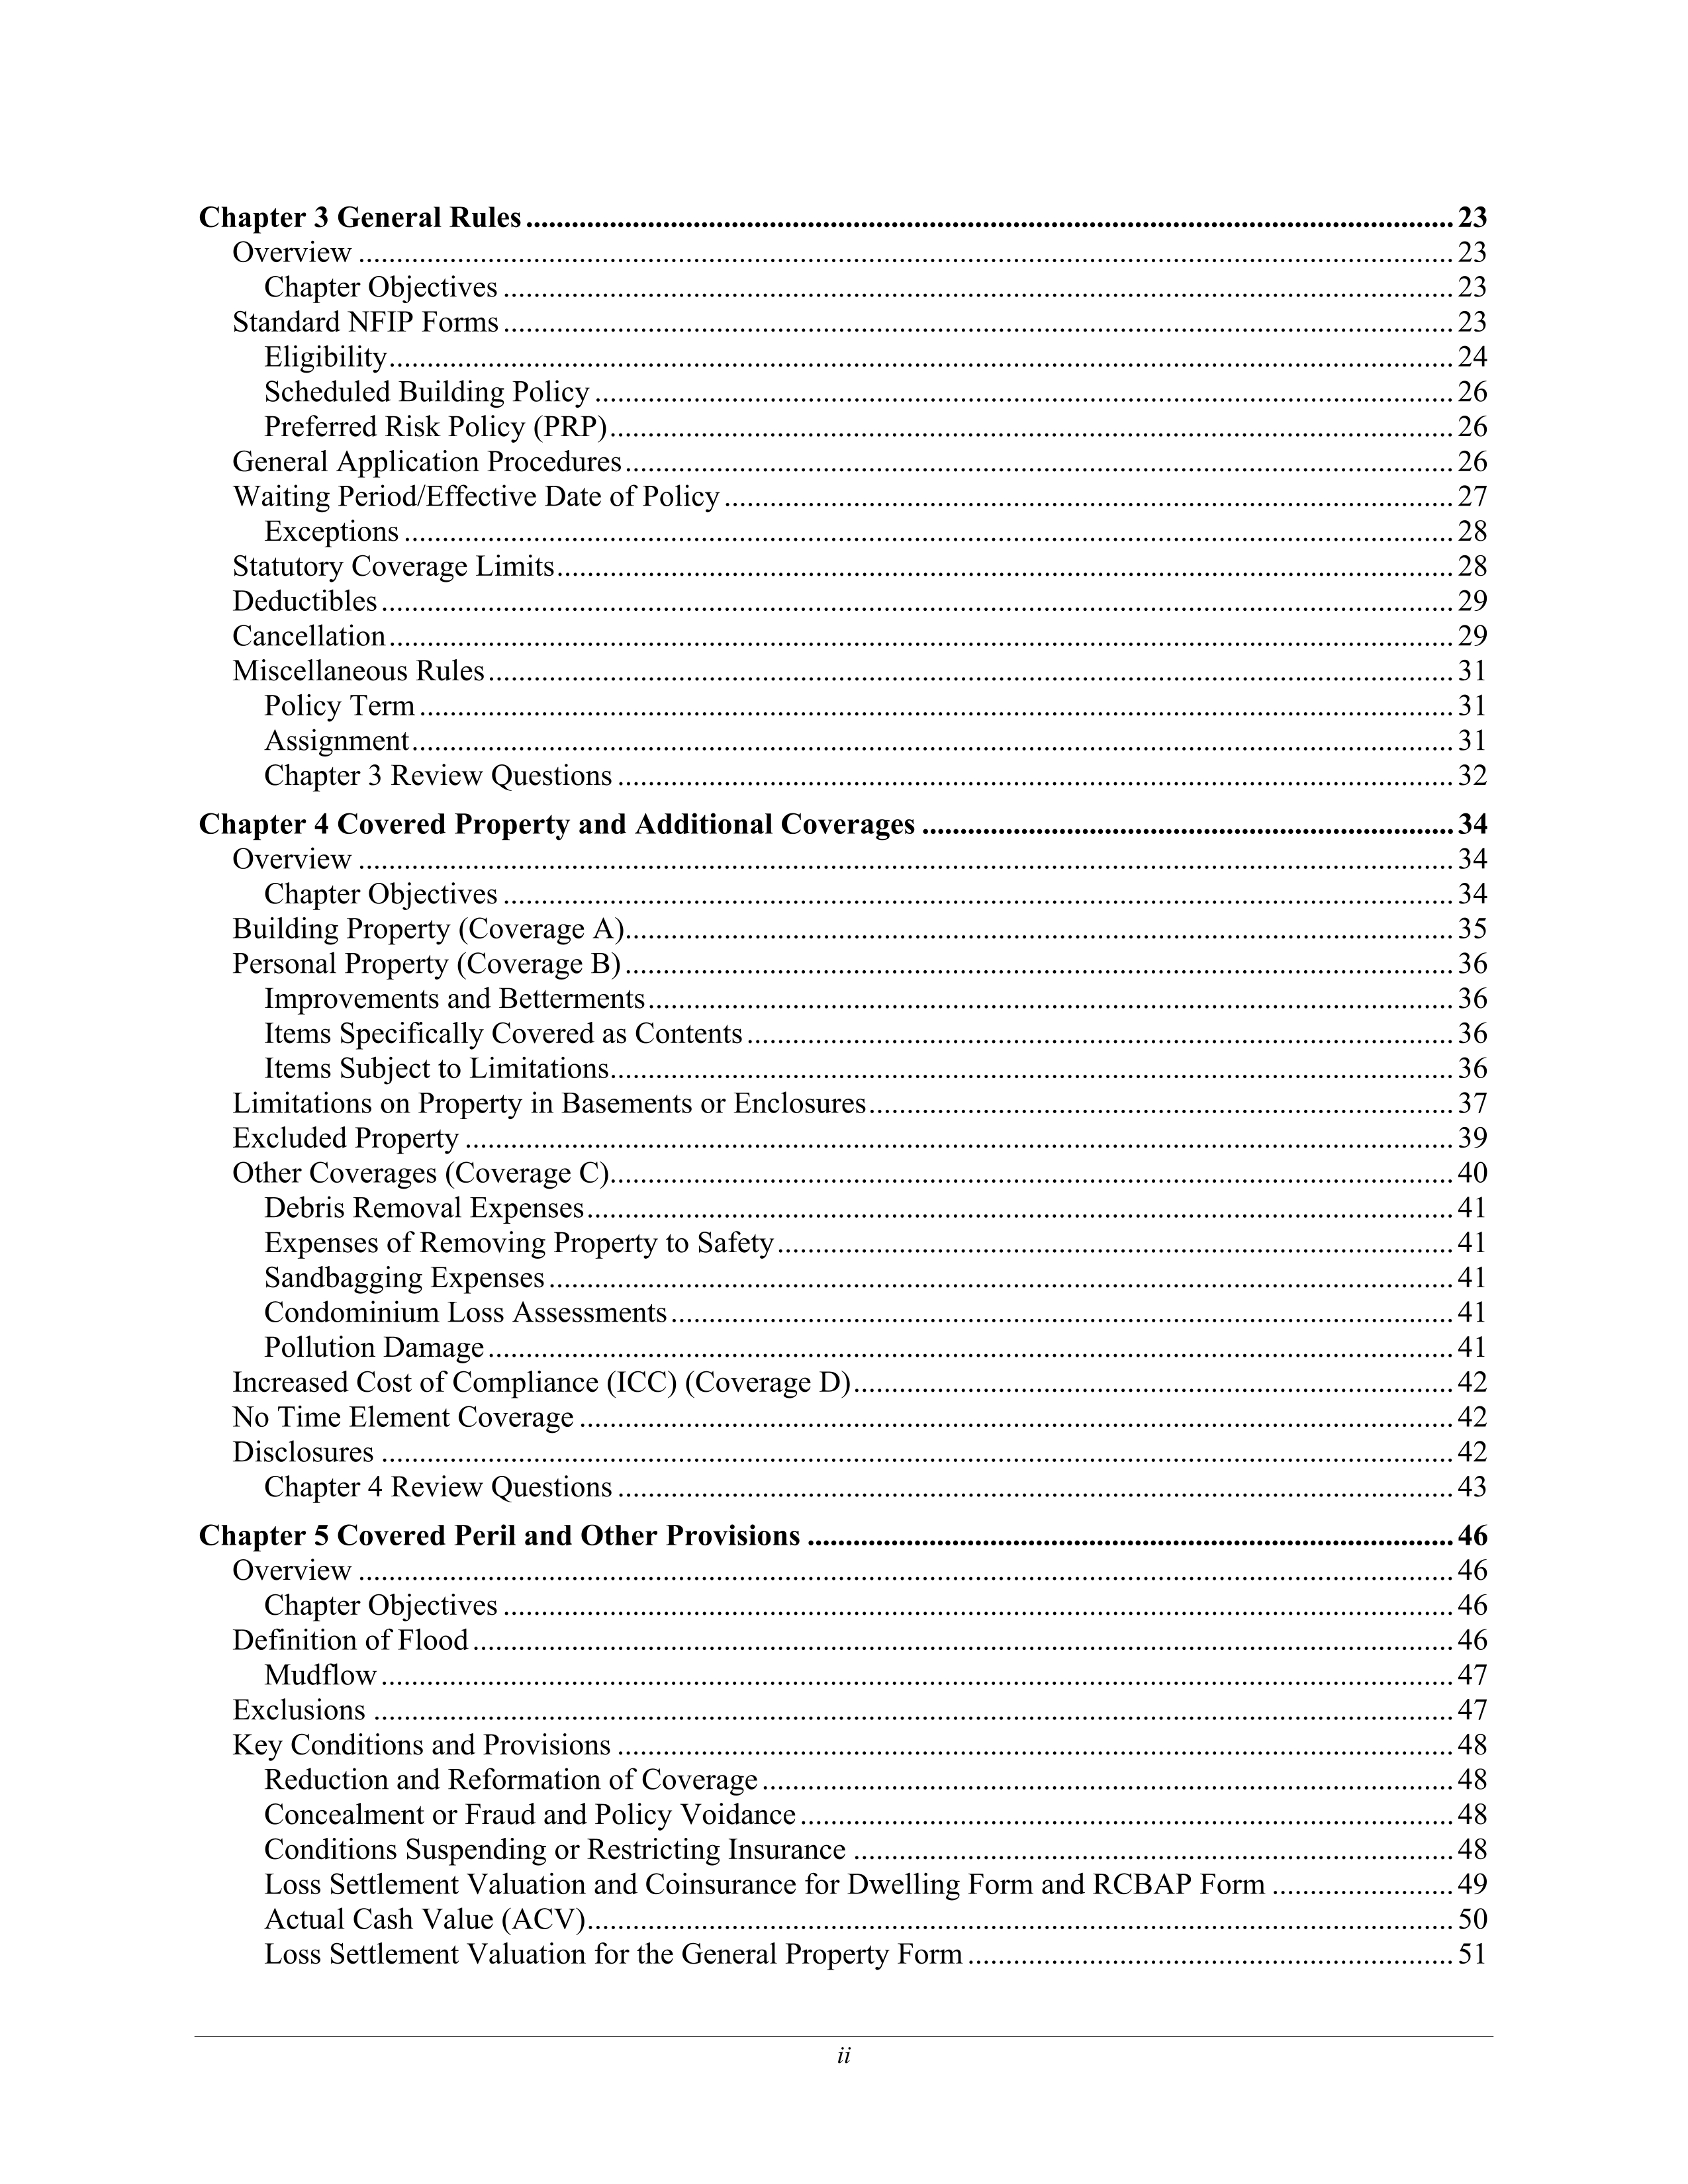 Chapter 3 General Rules 23
Overview 23
Chapter Objectives 23
Standard NFIP Forms 23
Eligibility 24
Scheduled Building Policy 26
Preferred Risk Policy (PRP) 26
General Application Procedures 26
Waiting Period/Effective Date of Policy 27
Exceptions 28
Statutory Coverage Limits 28
Deductibles 29
Cancellation 29
Miscellaneous Rules 31
Policy Term 31
Assignment 31
Chapter 3 Review Questions 32
Chapter 4 Covered Property and Additional Coverages 34
Overview 34
Chapter Objectives 34
Building Property (Coverage A) 35
Personal Property (Coverage B) 36
Improvements and Betterments 36
Items Specifically Covered as Contents 36
Items Subject to Limitations 36
Limitations on Property in Basements or Enclosures 37
Excluded Property 39
Other Coverages (Coverage C) 40
Debris Removal Expenses 41
Expenses of Removing Property to Safety 41
Sandbagging Expenses 41
Condominium Loss Assessments 41
Pollution Damage 41
Increased Cost of Compliance (ICC) (Coverage D) 42
No Time Element Coverage 42
Disclosures 42
Chapter 4 Review Questions 43
Chapter 5 Covered Peril and Other Provisions 46
Overview 46
Chapter Objectives 46
Definition of Flood 46
Mudflow 47
Exclusions 47
Key Conditions and Provisions 48
Reduction and Reformation of Coverage 48
Concealment or Fraud and Policy Voidance 48
Conditions Suspending or Restricting Insurance 48
Loss Settlement Valuation and Coinsurance for Dwelling Form and RCBAP Form 49
Actual Cash Value (ACV) 50
Loss Settlement Valuation for the General Property Form 51
ii